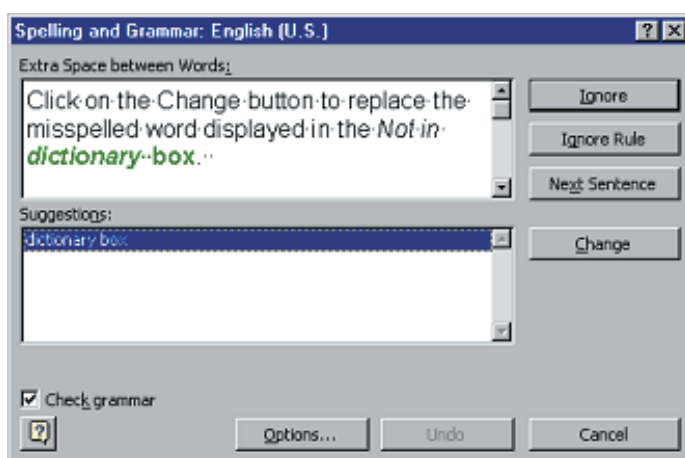 Spelling and Grammar: English (U.S.)
Extra Space between Words:
Click·on·the·Change·button·to·replace·the·
misspelled·word·displayed·in·the·Not·in·
dictionary··box.··
Ignore
Ignore Rule
Next Sentence
Suggestions:
dictionary box
Change
Check grammar
Options...
Undo
Cancel